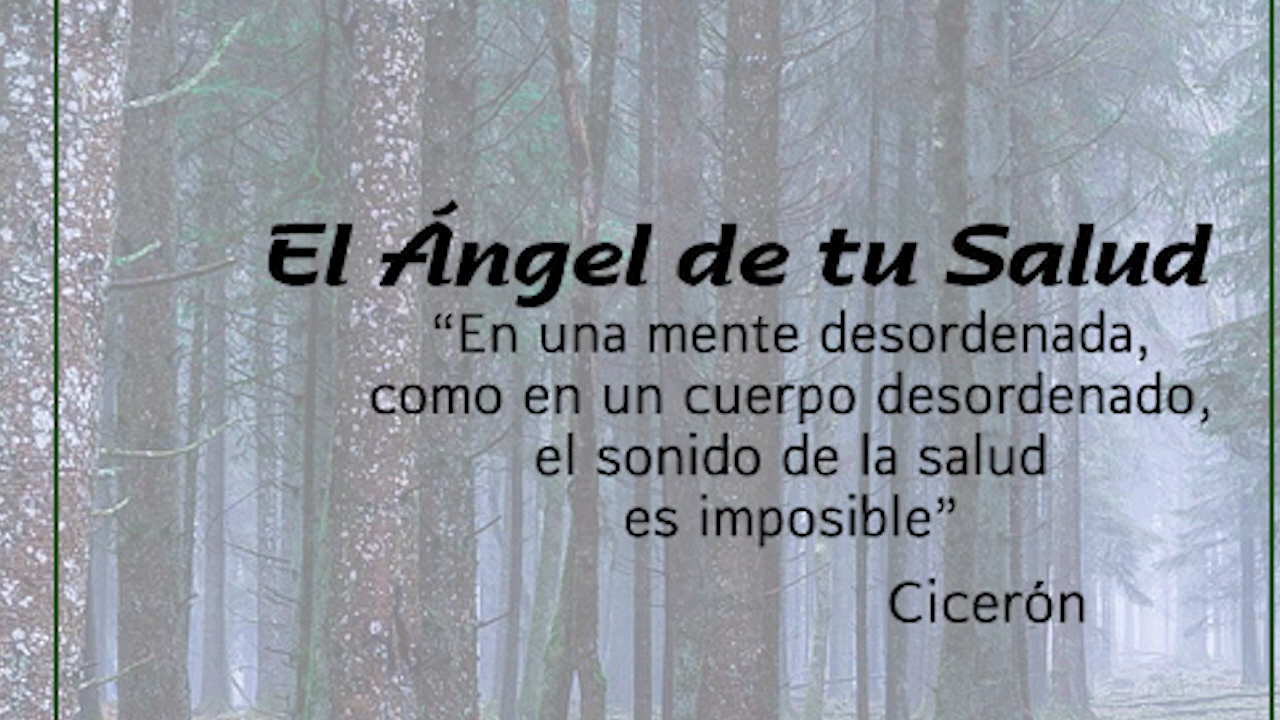 El Ángel de tu Salud
“En una mente desordenada,
como en un cuerpo desordenado,
el sonido de la salud
es imposible”
Cicerón